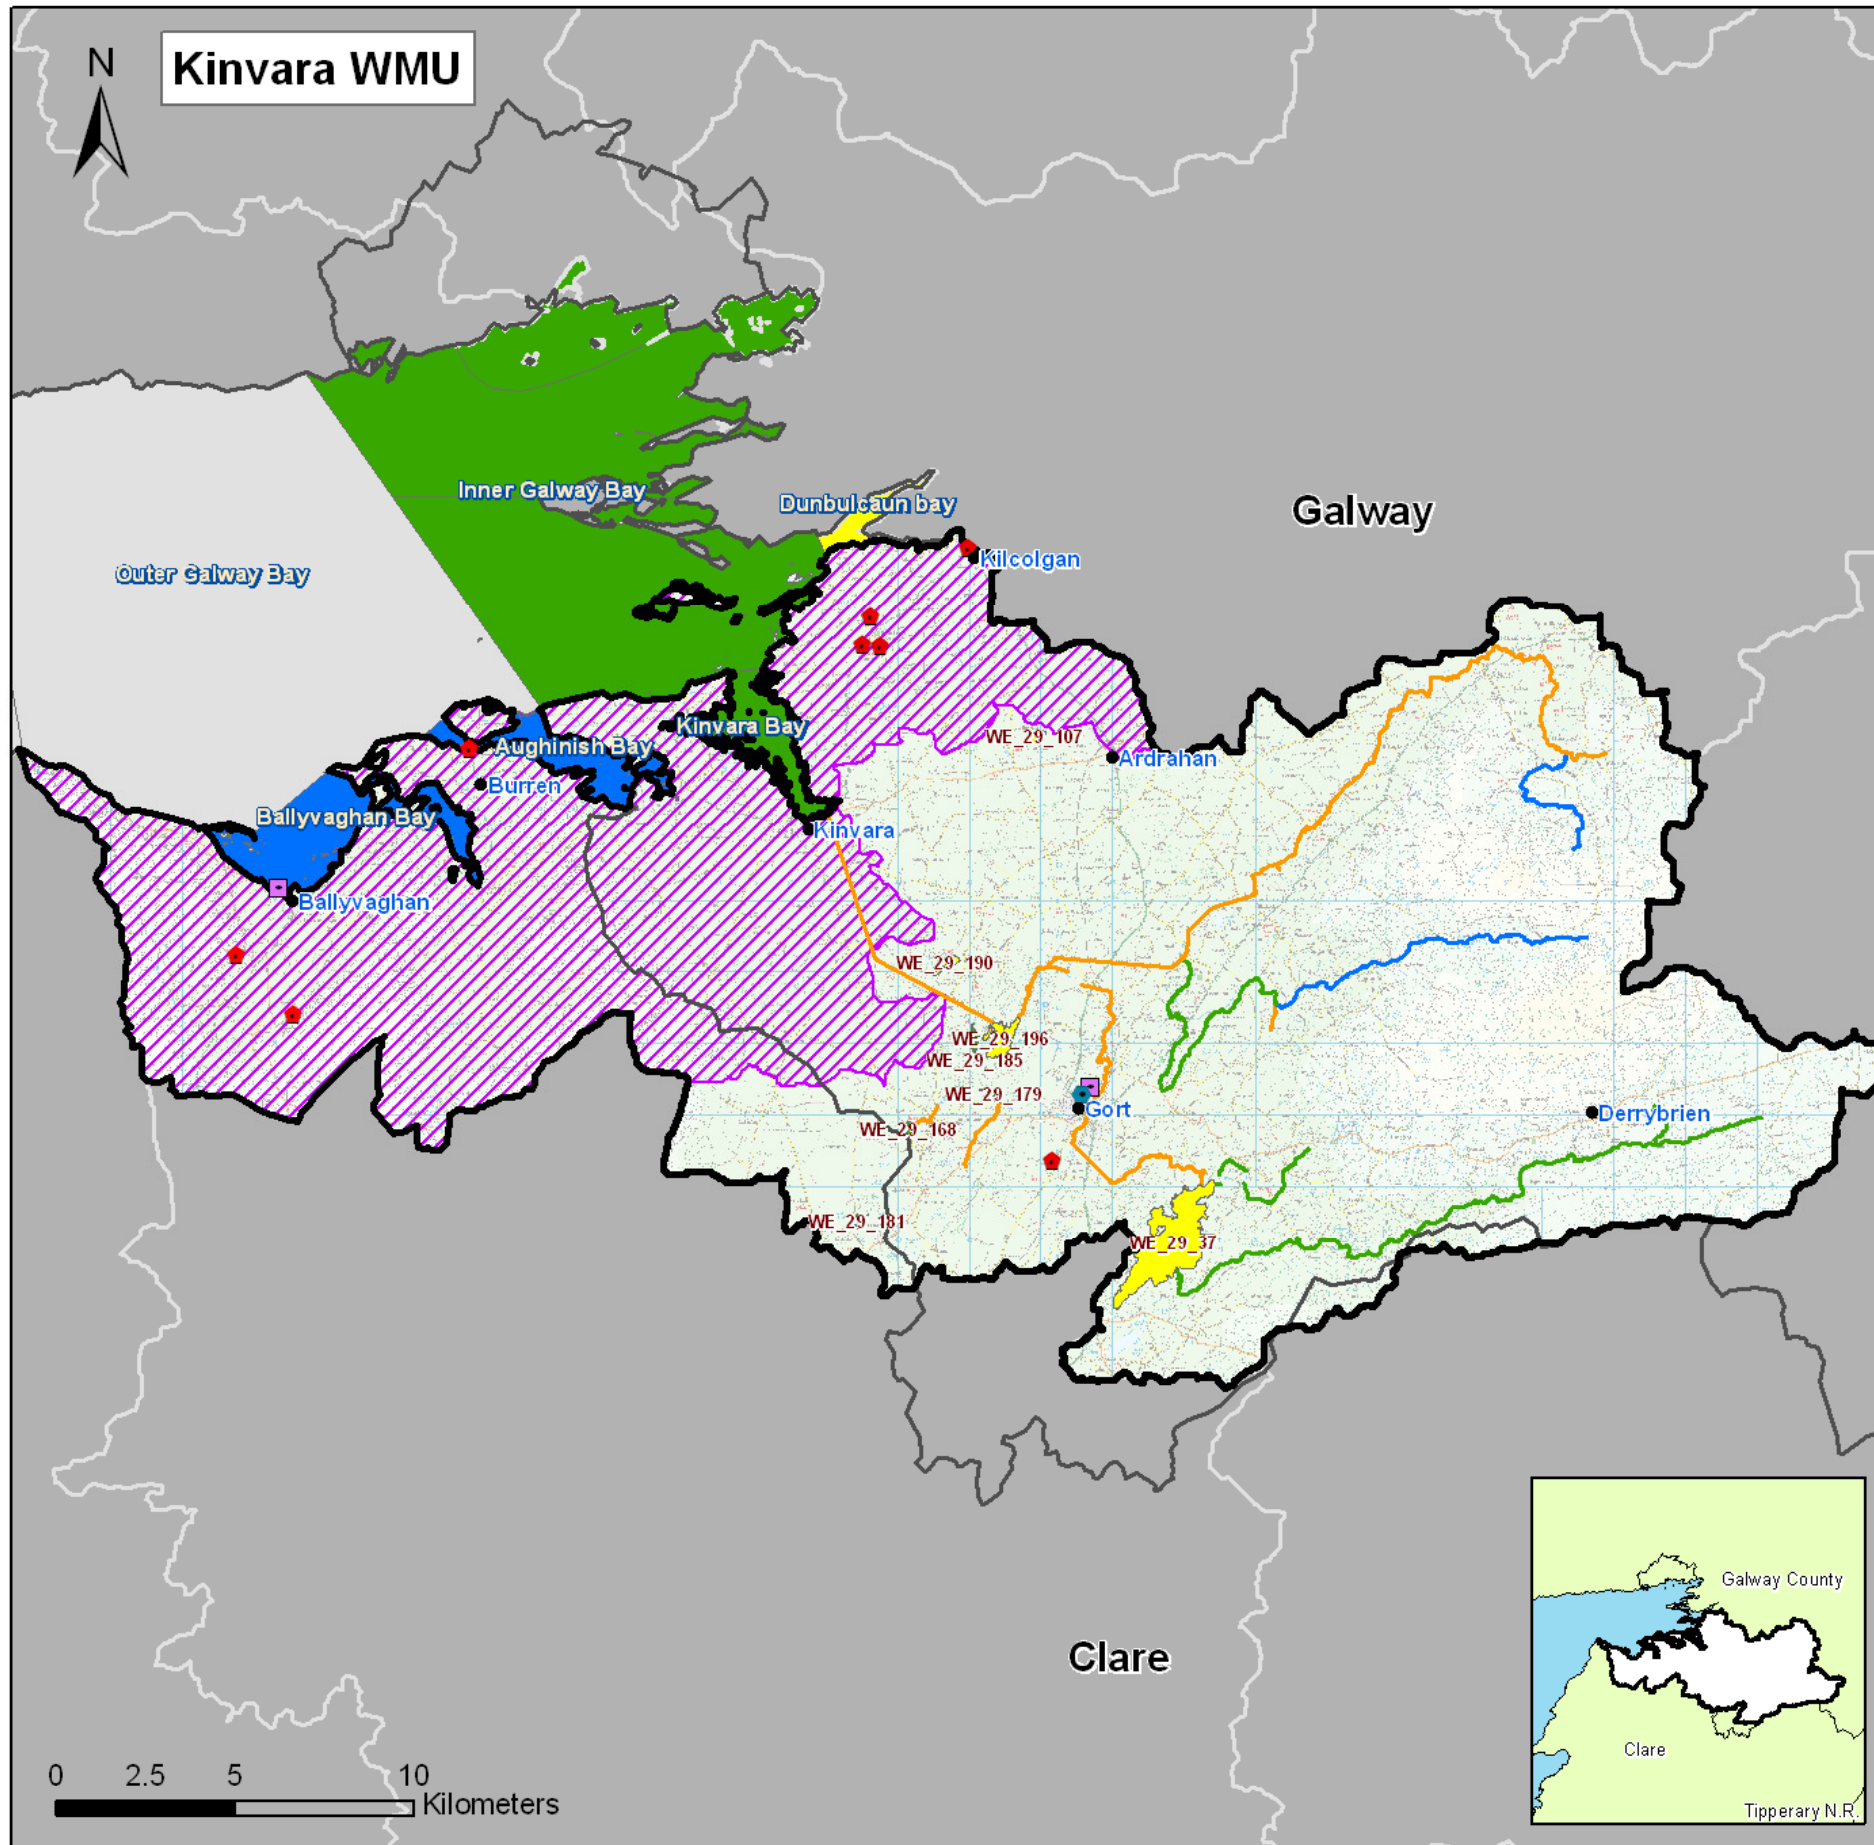 N
Kinvara WMU
Inner Galway Bay
Dunbulcaun bay
Galway
Kilcolgan
Outer Galway Bay
Kinvara Bay
WE_29_107
Aughinish Bay
Ardrahan
Burren
Ballyvaghan Bay
Kinvara
Ballyvaghan
WE_29_190
WE_29_196
WE_29_185
WE_29_179
Gort
Derrybrien
WE_29_168
WE_29_181
WE_29_37
Galway County
Clare
Clare
Tipperary N.R.
0 2.5 5 10
Kilometers